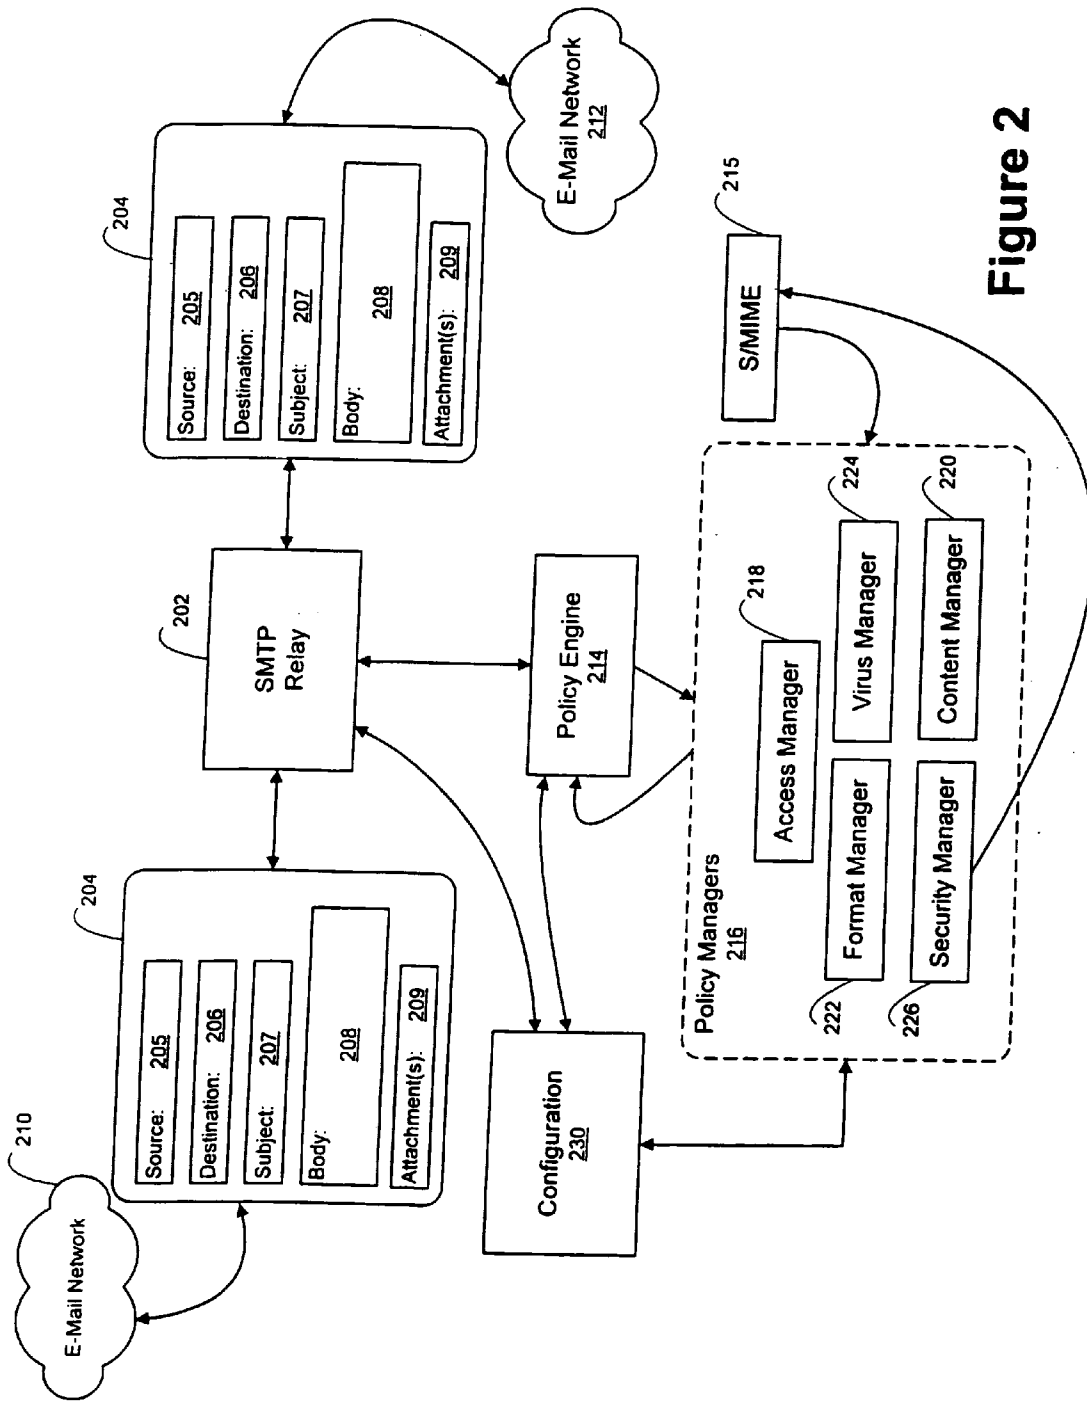 210
E-Mail Network
204
Source: 205
Destination: 206
Subject: 207
Body:
208
Attachment(s): 209
202
SMTP
Relay
204
Source: 205
Destination: 206
Subject: 207
Body:
208
Attachment(s): 209
E-Mail Network
212
Configuration
230
Policy Engine
214
Policy Managers
216
Access Manager
218
222
Format Manager
Virus Manager
224
226
Security Manager
Content Manager
220
S/MIME
215
Figure 2